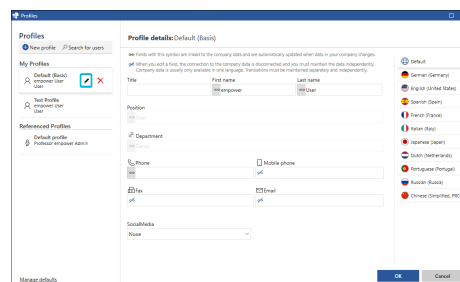 Profiles
Profiles
New profile
Search for users
My Profiles
Default (Basis)
empower User
User
Test Profile
empower User
User
Referenced Profiles
Default profile
Professor empower Admin
Manage defaults
Profile details: Default (Basis)
Fields with this symbol are linked to the company data and are automatically updated when data in your company changes.
When you edit a field, the connection to the company data is disconnected and you must maintain the data independently.
Company data is usually only available in one language. Translations must be maintained separate and independently.
Title
First name
Last name
empower
User
Position
User
Department
Phone
Mobile phone
Fax
Email
SocialMedia
None
Default
German (Germany)
English (United States)
Spanish (Spain)
French (France)
Italian (Italy)
Japanese (Japan)
Dutch (Netherlands)
Portuguese (Portugal)
Russian (Russia)
Chinese (Simplified, PRC)
OK
Cancel